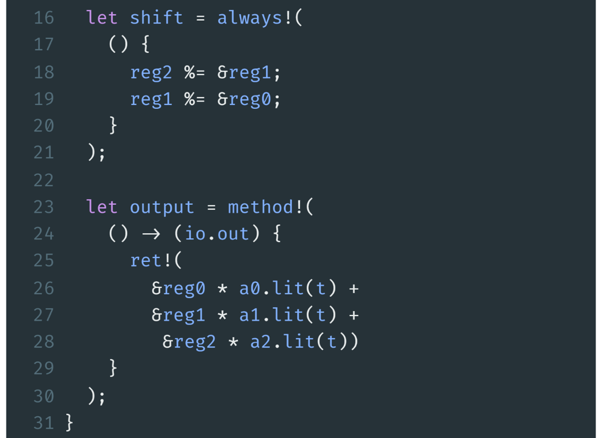 16 let shift = always!(
17 () {
18 reg2 %= &reg1;
19 reg1 %= &reg0;
20 }
21 );
22
23 let output = method!(
24 () -> (io.out) {
25 ret!(
26 &reg0 * a0.lit(t) +
27 &reg1 * a1.lit(t) +
28 &reg2 * a2.lit(t))
29 }
30 );
31 }